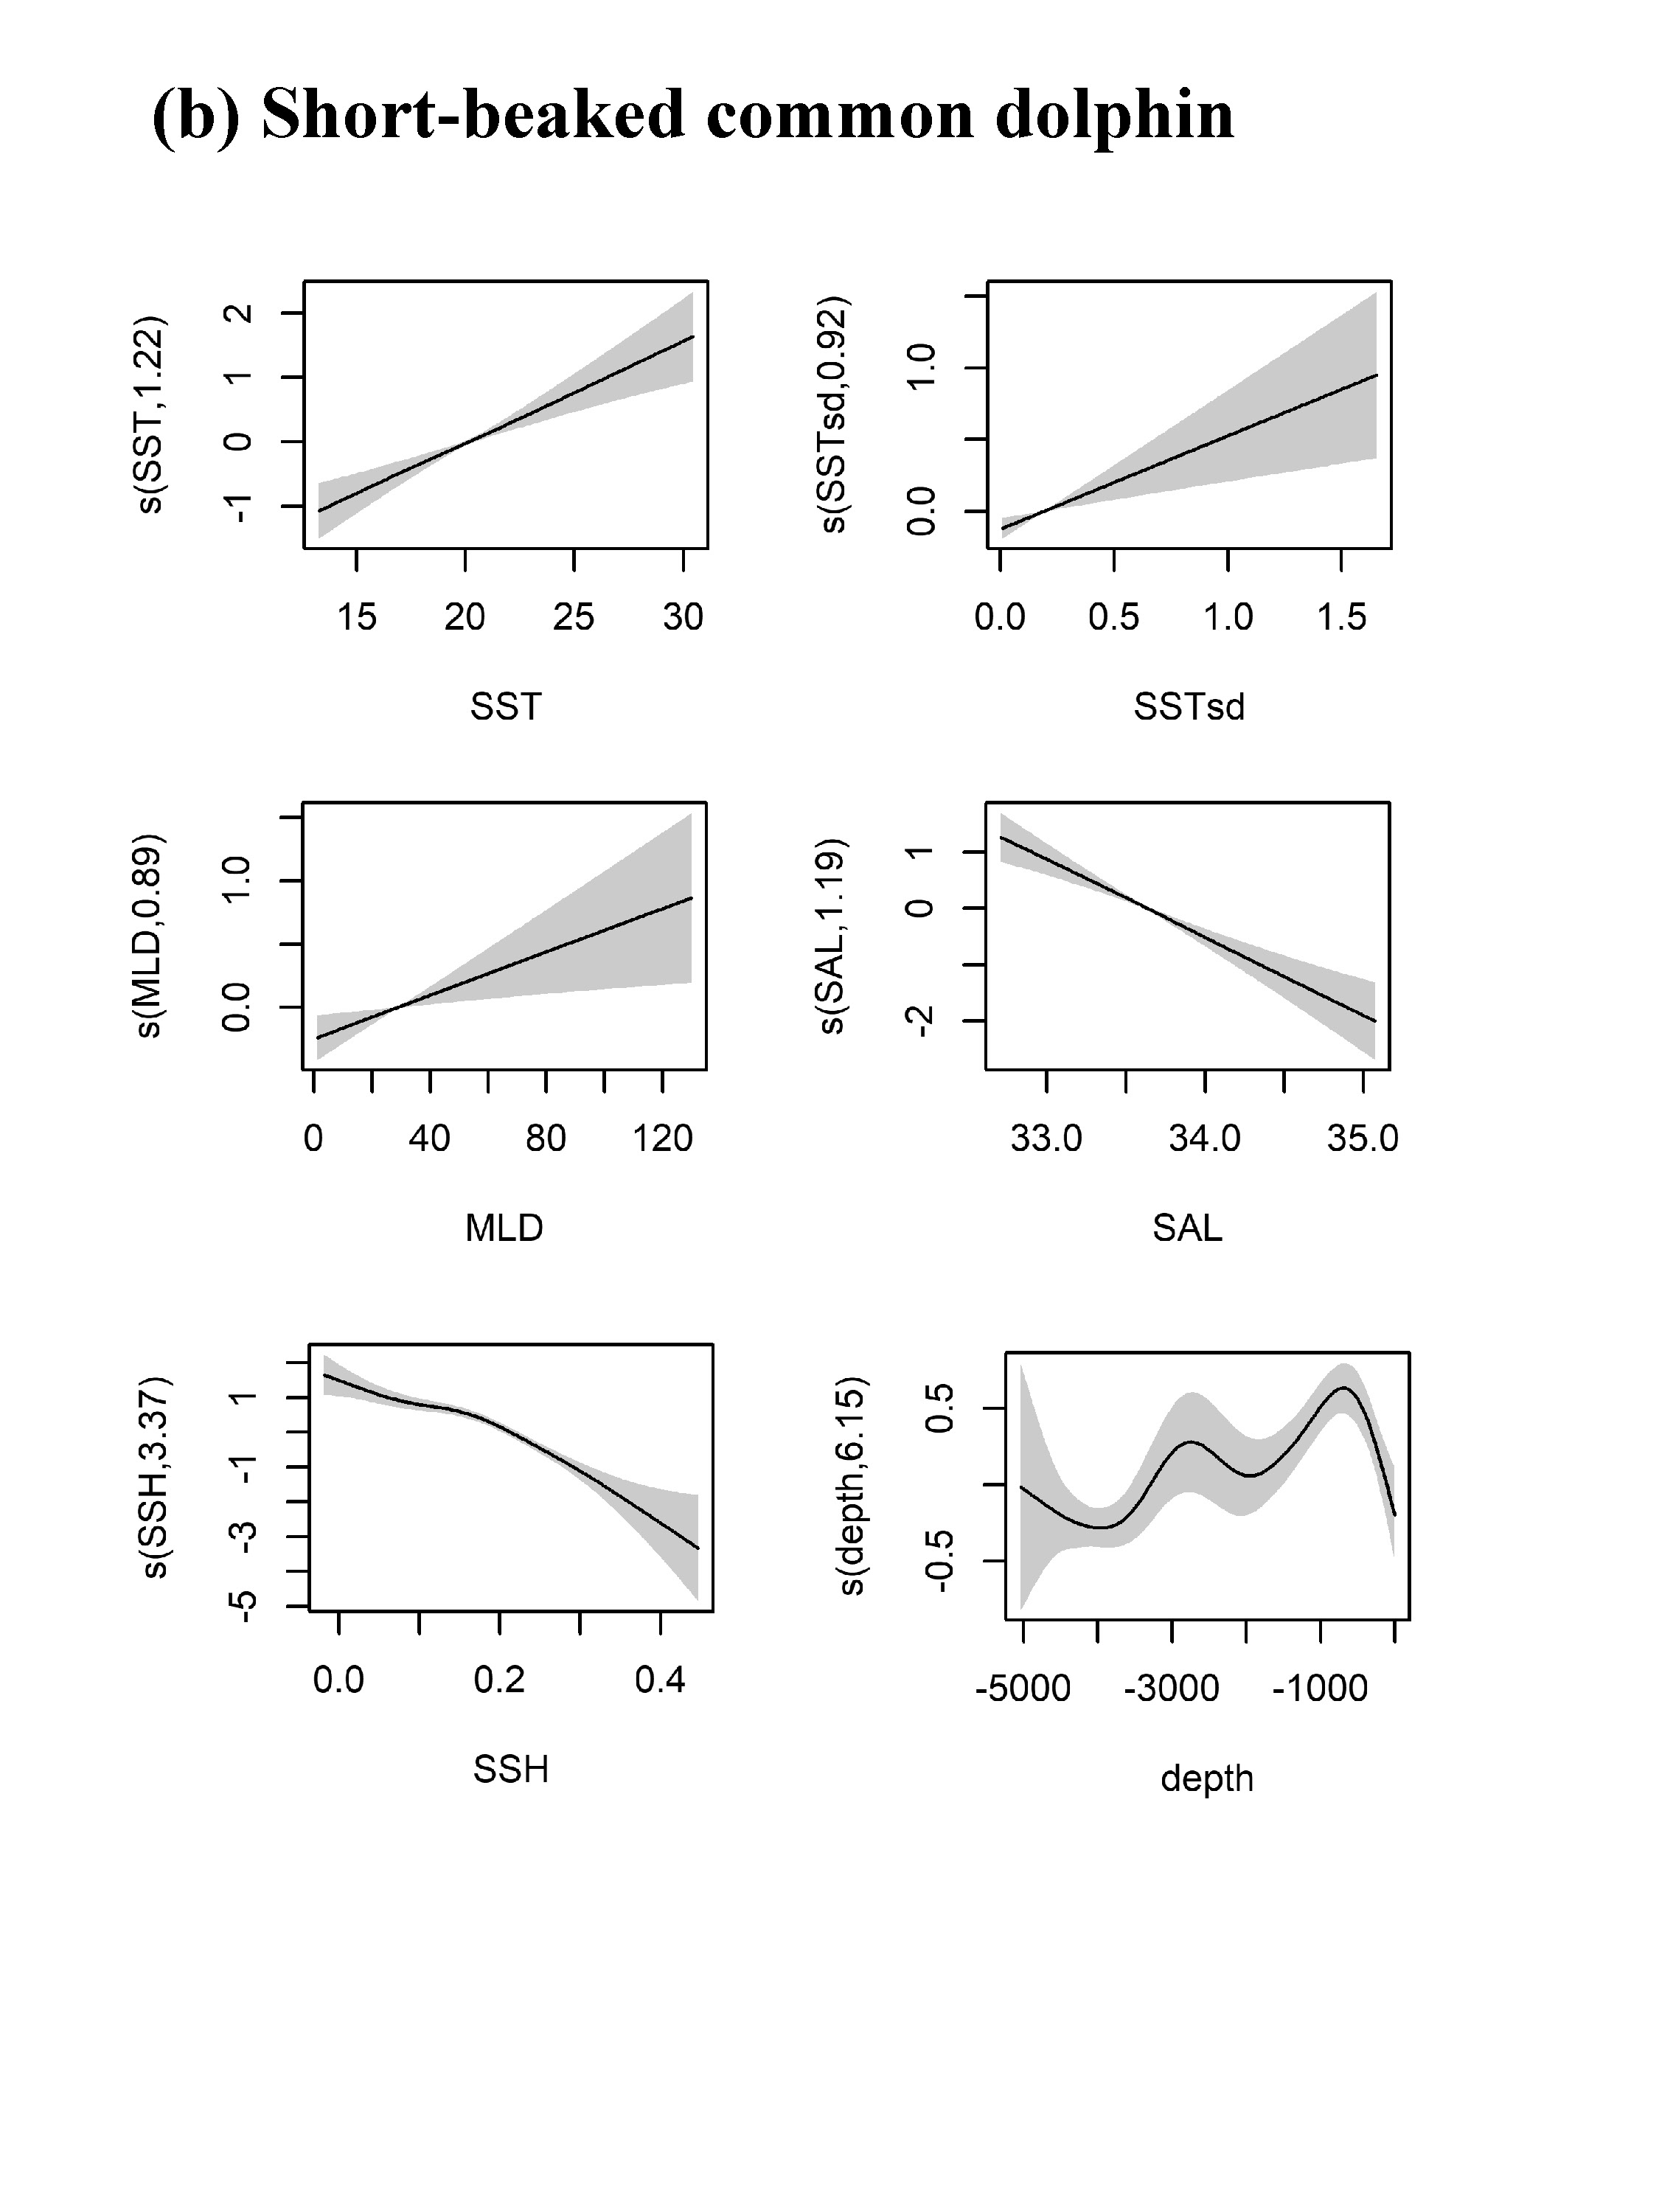 (b) Short-beaked common dolphin
s(SST,1.22)
2
1
0
-1
15 20 25 30
SST
s(SSTsd,0.92)
1.0
0.0
0.0 0.5 1.0 1.5
SSTsd
s(MLD,0.89)
1.0
0.0
0 40 80 120
MLD
s(SAL,1.19)
1
0
-2
33.0 34.0 35.0
SAL
s(SSH,3.37)
1
-1
-3
-5
0.0 0.2 0.4
SSH
s(depth,6.15)
0.5
-0.5
-5000 -3000 -1000
depth